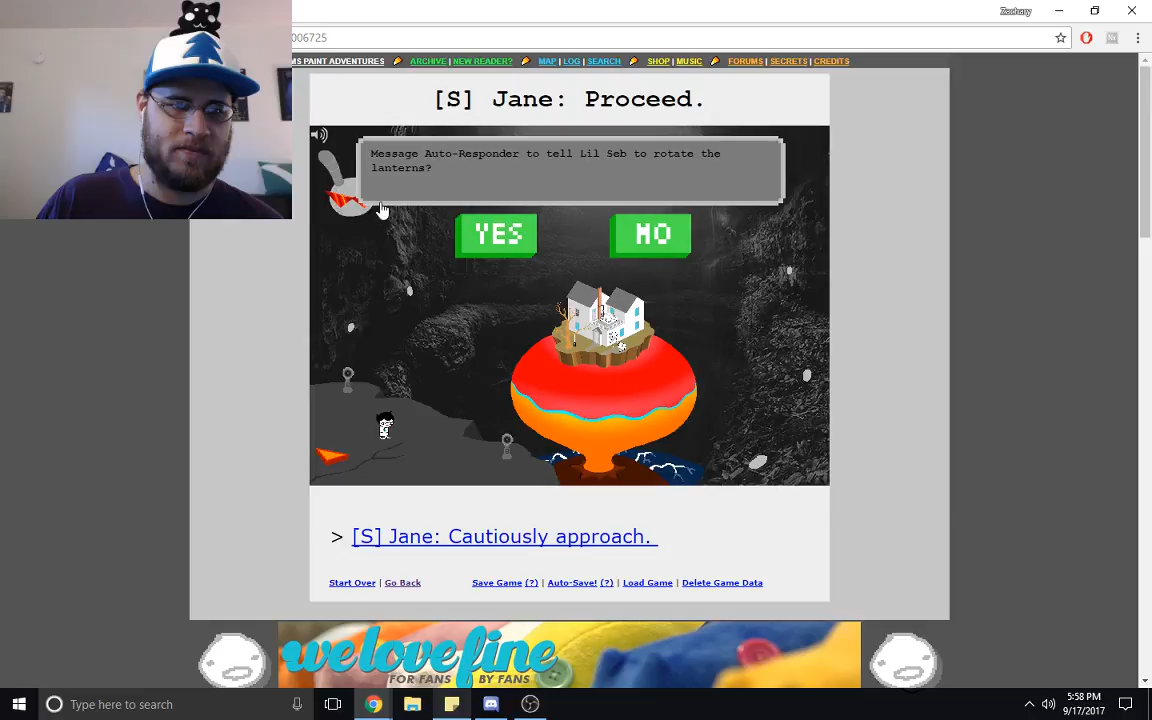 Zachary
006725
MS PAINT ADVENTURES ARCHIVE | NEW READER? MAP | LOG | SEARCH SHOP | MUSIC FORUMS | SECRETS | CREDITS
[S] Jane: Proceed.
Message Auto-Responder to tell Lil Seb to rotate the
lanterns?
YES NO
> [S] Jane: Cautiously approach.
Start Over | Go Back Save Game (?) | Auto-Save! (?) | Load Game | Delete Game Data
welovefine
FOR FANS BY FANS
Type here to search
5:58 PM
9/17/2017